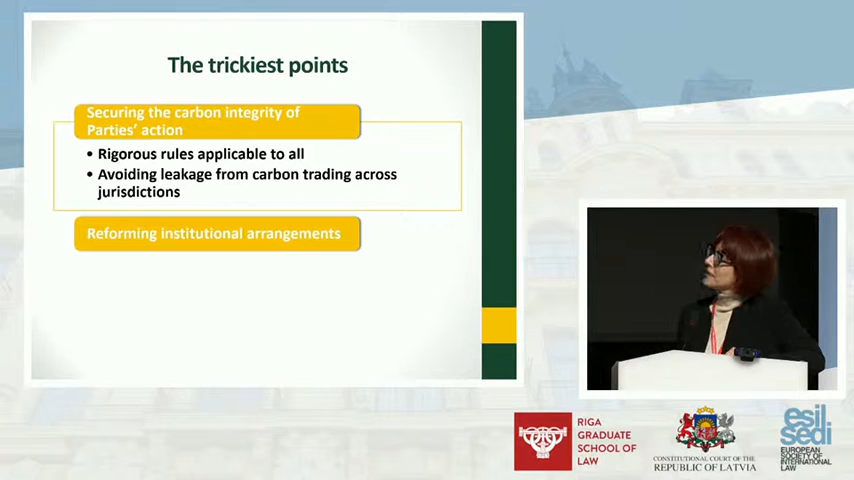 The trickiest points
Securing the carbon integrity of
Parties' action
• Rigorous rules applicable to all
• Avoiding leakage from carbon trading across
jurisdictions
Reforming institutional arrangements
RIGA
GRADUATE
SCHOOL OF
LAW
CONSTITUTIONAL COURT OF THE
REPUBLIC OF LATVIA
esil
sedi
EUROPEAN
SOCIETY OF
INTERNATIONAL
LAW